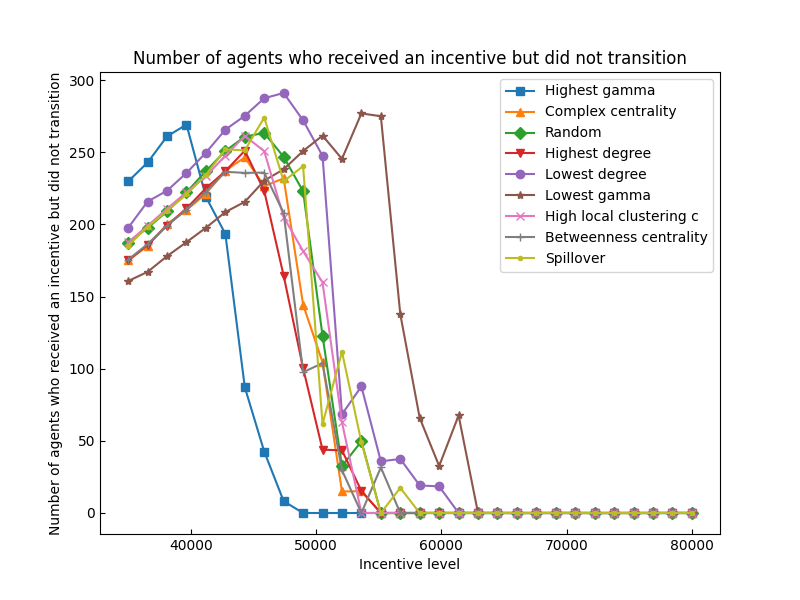 Number of agents who received an incentive but did not transition
Number of agents who received an incentive but did not transition
300
250
200
150
100
50
0
Highest gamma
Complex centrality
Random
Highest degree
Lowest degree
Lowest gamma
High local clustering c
Betweenness centrality
Spillover
40000 50000 60000 70000 80000
Incentive level